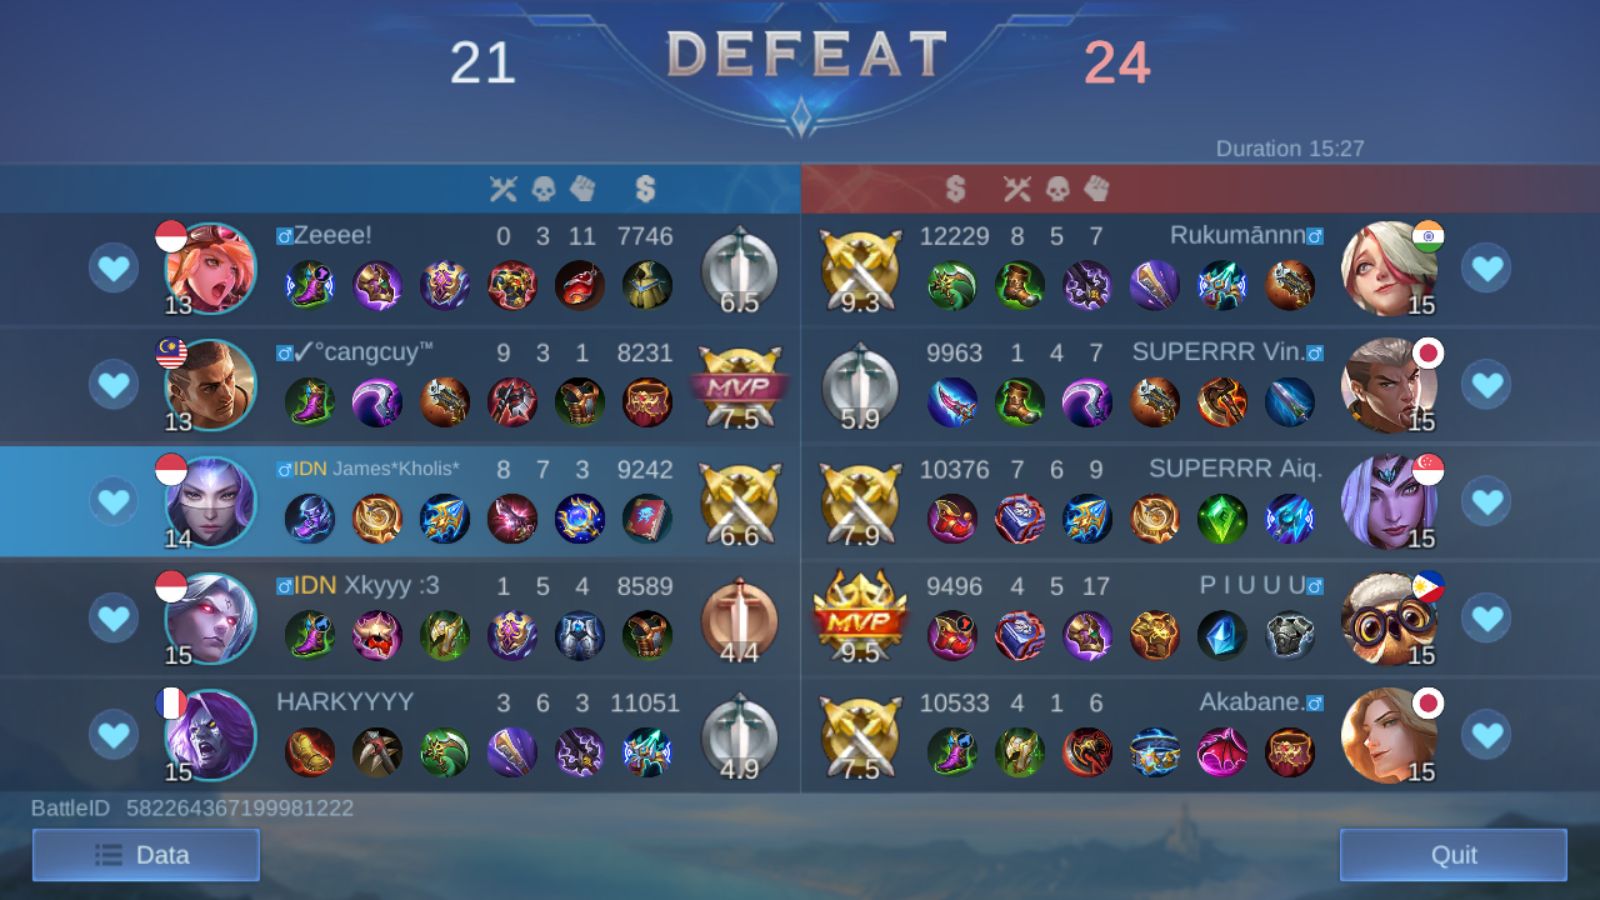 21 DEFEAT 24
Duration 15:27
Zeeee! 0 3 11 7746 6.5
13
9.3 12229 8 5 7 Rukumānnn
15
✓°cangcuy™ 9 3 1 8231 MVP 7.5
13
5.9 9963 1 4 7 SUPERRR Vin.
15
IDN James*Kholis* 8 7 3 9242 6.6
14
7.9 10376 7 6 9 SUPERRR Aiq.
15
IDN Xkyyy :3 1 5 4 8589 4.4
15
MVP 9.5 9496 4 5 17 P I U U U
15
HARKYYYY 3 6 3 11051 4.9
15
7.5 10533 4 1 6 Akabane.
15
BattleID 582264367199981222
Data
Quit